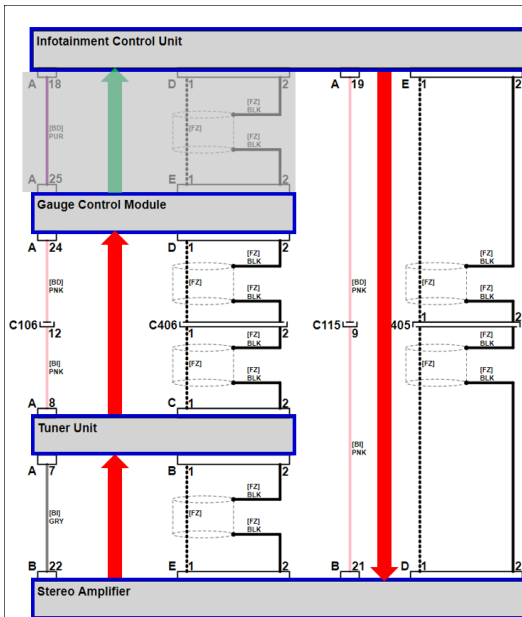 Infotainment Control Unit
A 18 D 1 2 A 19 E 1 2
[FZ]
BLK
[BD]
PUR
[FZ]
[FZ]
BLK
A 25 E 1 2
Gauge Control Module
A 24 D 1 2
[FZ]
BLK
[FZ]
BLK
[BD]
PNK
[FZ]
[BD]
PNK
[FZ]
[FZ]
BLK
[FZ]
BLK
C106 12 C406 1 2 C115 9 405 1 2
[FZ]
BLK
[FZ]
BLK
[BI]
PNK
[FZ]
[FZ]
[FZ]
BLK
[FZ]
BLK
A 8 C 1 2
[BI]
PNK
Tuner Unit
A 7 B 1 2
[FZ]
BLK
[BI]
GRY
[FZ]
[FZ]
BLK
B 22 E 1 2 B 21 D 1 2
Stereo Amplifier